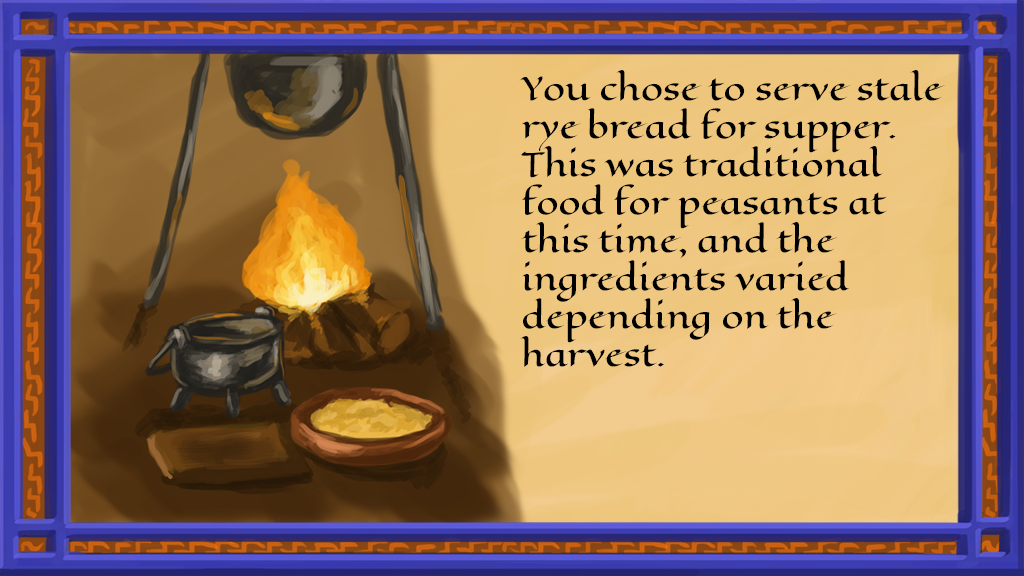 You chose to serve stale
rye bread for supper.
This was traditional
food for peasants at
this time, and the
ingredients varied
depending on the
harvest.